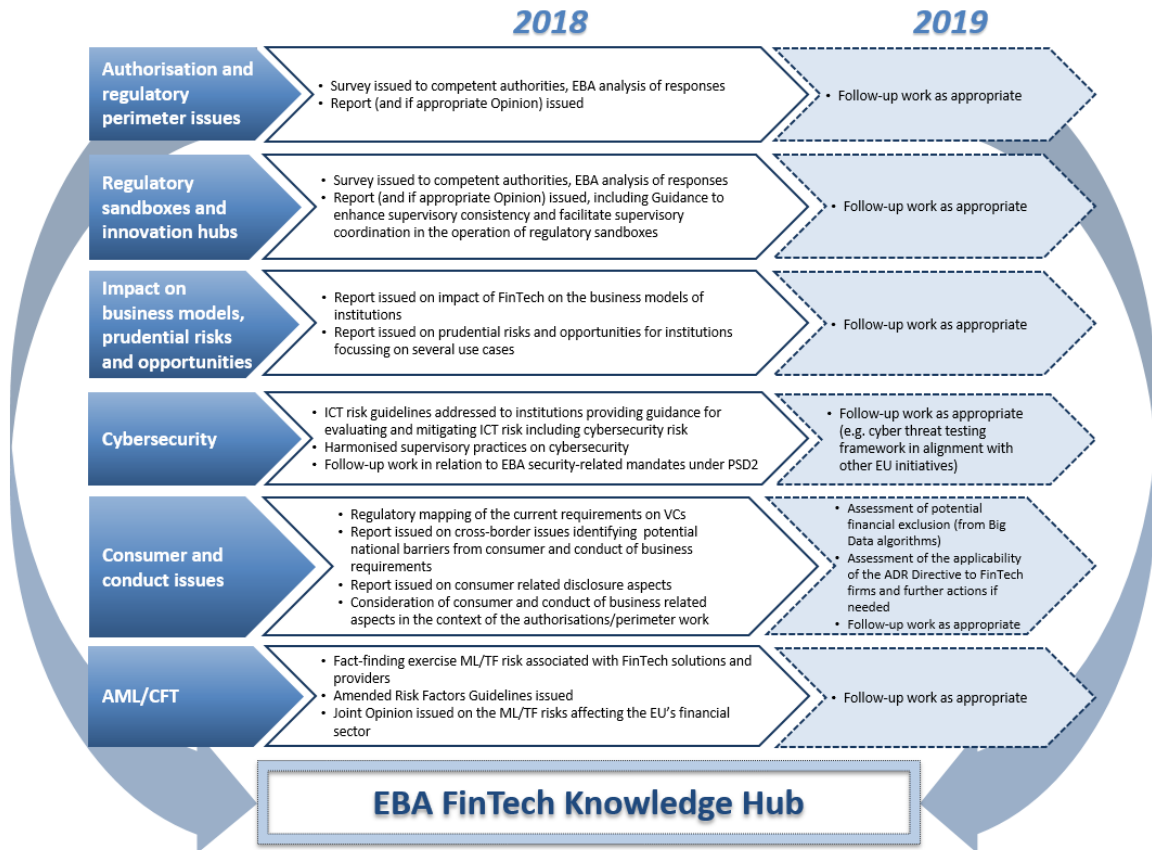 2018
2019
Authorisation and
regulatory
perimeter issues
• Survey issued to competent authorities, EBA analysis of responses
• Report (and if appropriate Opinion) issued
• Follow-up work as appropriate
Regulatory
sandboxes and
innovation hubs
• Survey issued to competent authorities, EBA analysis of responses
• Report (and if appropriate Opinion) issued, including Guidance to
enhance supervisory consistency and facilitate supervisory
coordination in the operation of regulatory sandboxes
• Follow-up work as appropriate
Impact on
business models,
prudential risks
and opportunities
• Report issued on impact of FinTech on the business models of
institutions
• Report issued on prudential risks and opportunities for institutions
focussing on several use cases
• Follow-up work as appropriate
Cybersecurity
• ICT risk guidelines addressed to institutions providing guidance for
evaluating and mitigating ICT risk including cybersecurity risk
• Harmonised supervisory practices on cybersecurity
• Follow-up work in relation to EBA security-related mandates under PSD2
• Follow-up work as appropriate
(e.g. cyber threat testing
framework in alignment with
other EU initiatives)
Consumer and
conduct issues
• Regulatory mapping of the current requirements on VCs
• Report issued on cross-border issues identifying potential
national barriers from consumer and conduct of business
requirements
• Report issued on consumer related disclosure aspects
• Consideration of consumer and conduct of business related
aspects in the context of the authorisations/perimeter work
• Assessment of potential
financial exclusion (from Big
Data algorithms)
• Assessment of the applicability
of the ADR Directive to FinTech
firms and further actions if
needed
• Follow-up work as appropriate
AML/CFT
• Fact-finding exercise ML/TF risk associated with FinTech solutions and
providers
• Amended Risk Factors Guidelines issued
• Joint Opinion issued on the ML/TF risks affecting the EU's financial
sector
• Follow-up work as appropriate
EBA FinTech Knowledge Hub